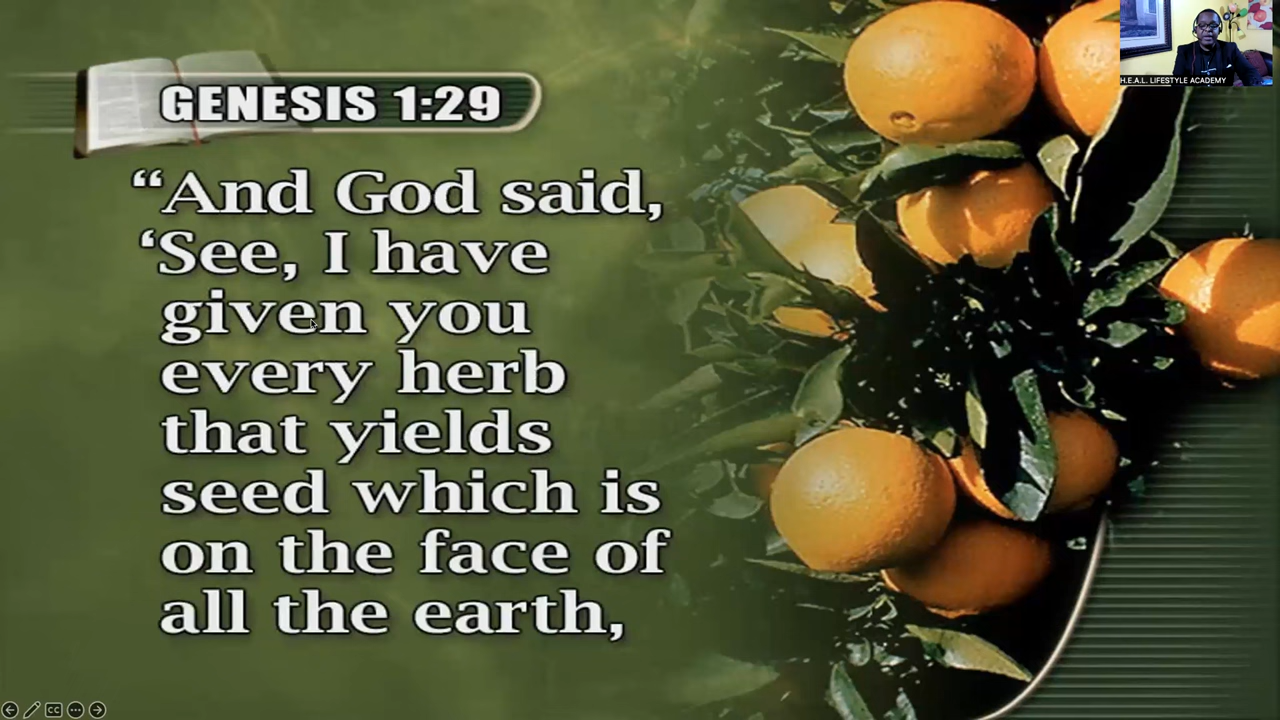 H.E.A.L. LIFESTYLE ACADEMY
GENESIS 1:29
“And God said,
‘See, I have
given you
every herb
that yields
seed which is
on the face of
all the earth,
CC